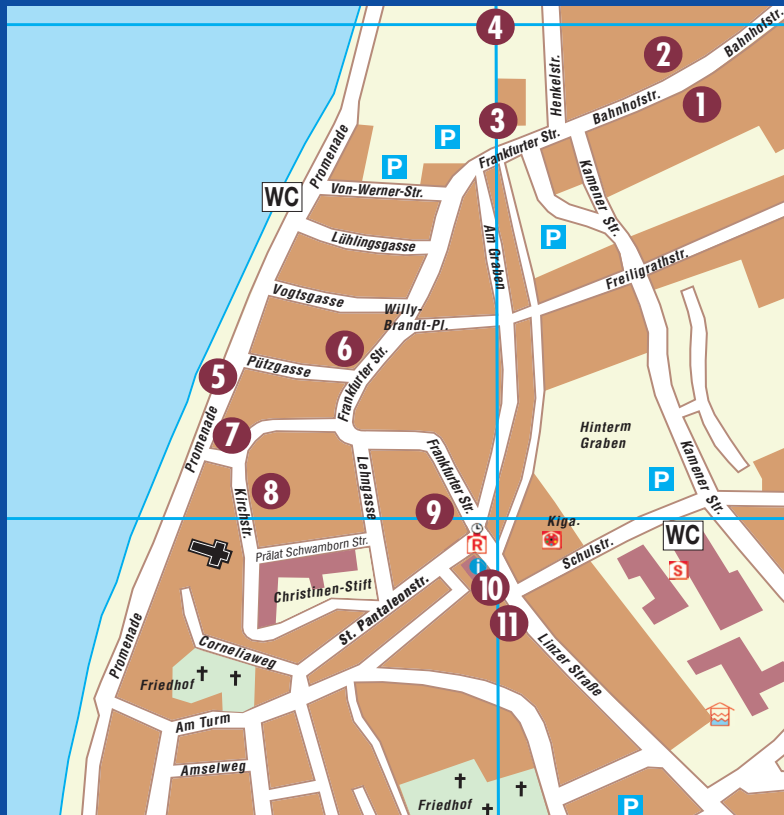 4
Henkelstr.
2
Bahnhofstr.
1
Bahnhofstr.
3
P
P
Frankfurter Str.
Promenade
WC
Von-Werner-Str.
Kamener Str.
Lühlingsgasse
Am Graben
P
Freiligrathstr.
Vogtsgasse
Willy-
Brandt-Pl.
6
5
Pützgasse
Frankfurter Str.
Promenade
7
Hinterm
Graben
Frankfurter Str.
Kamener Str.
P
8
Kirchstr.
Lehngasse
9
Kiga.
R
WC
Prälat Schwamborn Str.
Schulstr.
i
S
Christinen-Stift
10
St. Pantaleonstr.
11
Promenade
Corneliaweg
Linzer Straße
Friedhof
Am Turm
Amselweg
Friedhof
P